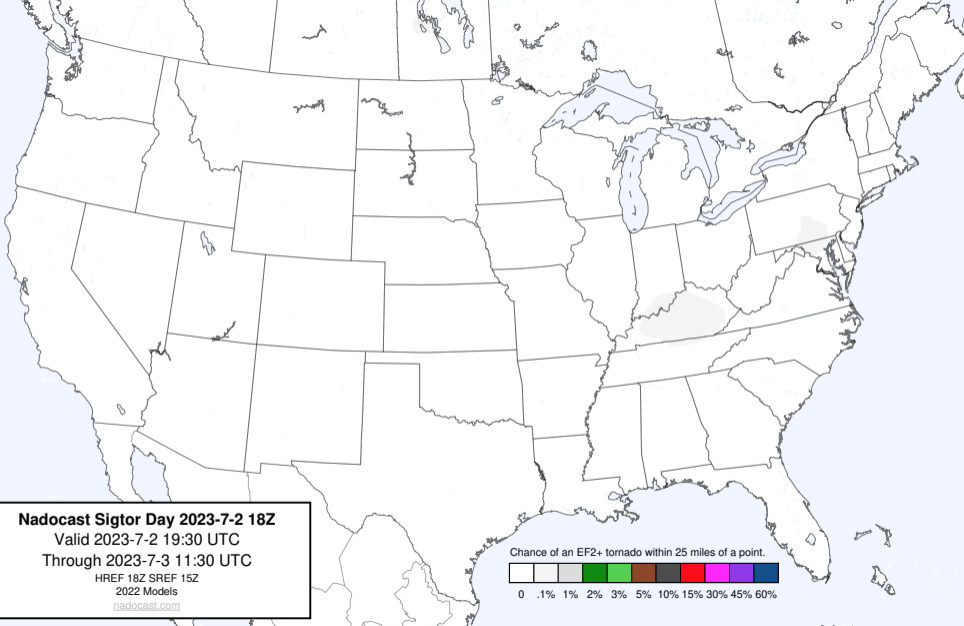 Nadocast Sigtor Day 2023-7-2 18Z
Valid 2023-7-2 19:30 UTC
Through 2023-7-3 11:30 UTC
HREF 18Z SREF 15Z
2022 Models
nadocast.com
Chance of an EF2+ tornado within 25 miles of a point.
0 .1% 1% 2% 3% 5% 10% 15% 30% 45% 60%